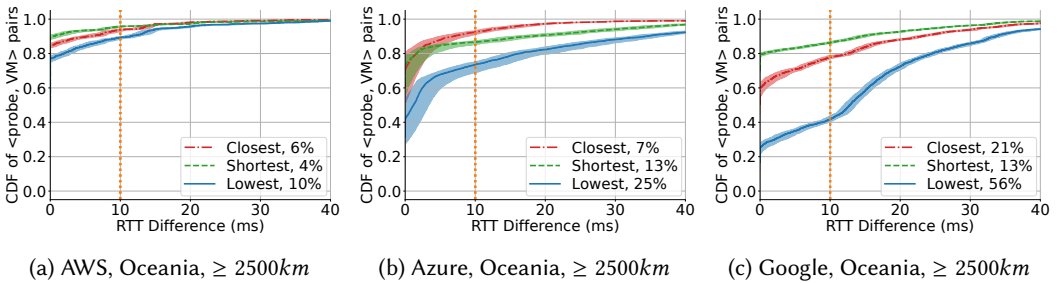 CDF of <probe, VM> pairs
1.0
0.8
0.6
0.4
0.2
0.0
Closest, 6%
Shortest, 4%
Lowest, 10%
0 10 20 30 40
RTT Difference (ms)
(a) AWS, Oceania, ≥ 2500km
CDF of <probe, VM> pairs
1.0
0.8
0.6
0.4
0.2
0.0
Closest, 7%
Shortest, 13%
Lowest, 25%
0 10 20 30 40
RTT Difference (ms)
(b) Azure, Oceania, ≥ 2500km
CDF of <probe, VM> pairs
1.0
0.8
0.6
0.4
0.2
0.0
Closest, 21%
Shortest, 13%
Lowest, 56%
0 10 20 30 40
RTT Difference (ms)
(c) Google, Oceania, ≥ 2500km